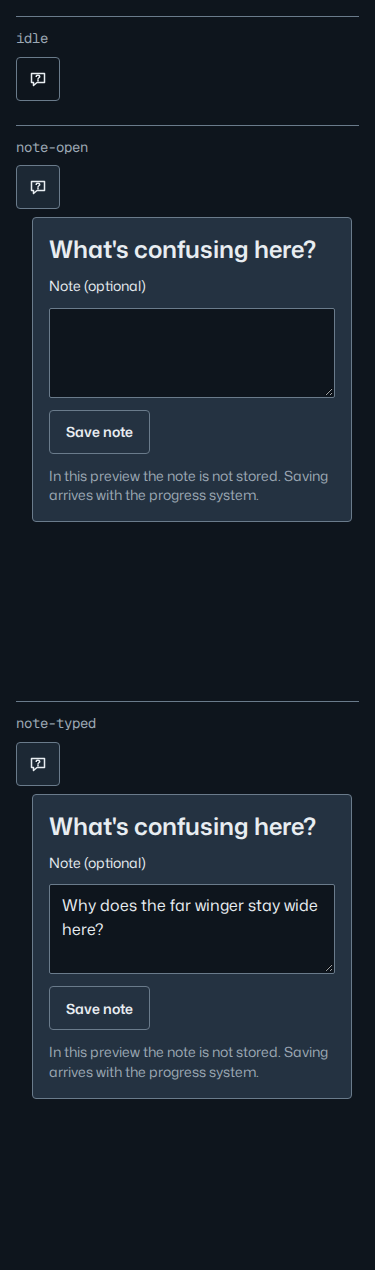 idle
note-open
What's confusing here?
Note (optional)
Save note
In this preview the note is not stored. Saving
arrives with the progress system.
note-typed
What's confusing here?
Note (optional)
Why does the far winger stay wide
here?
Save note
In this preview the note is not stored. Saving
arrives with the progress system.